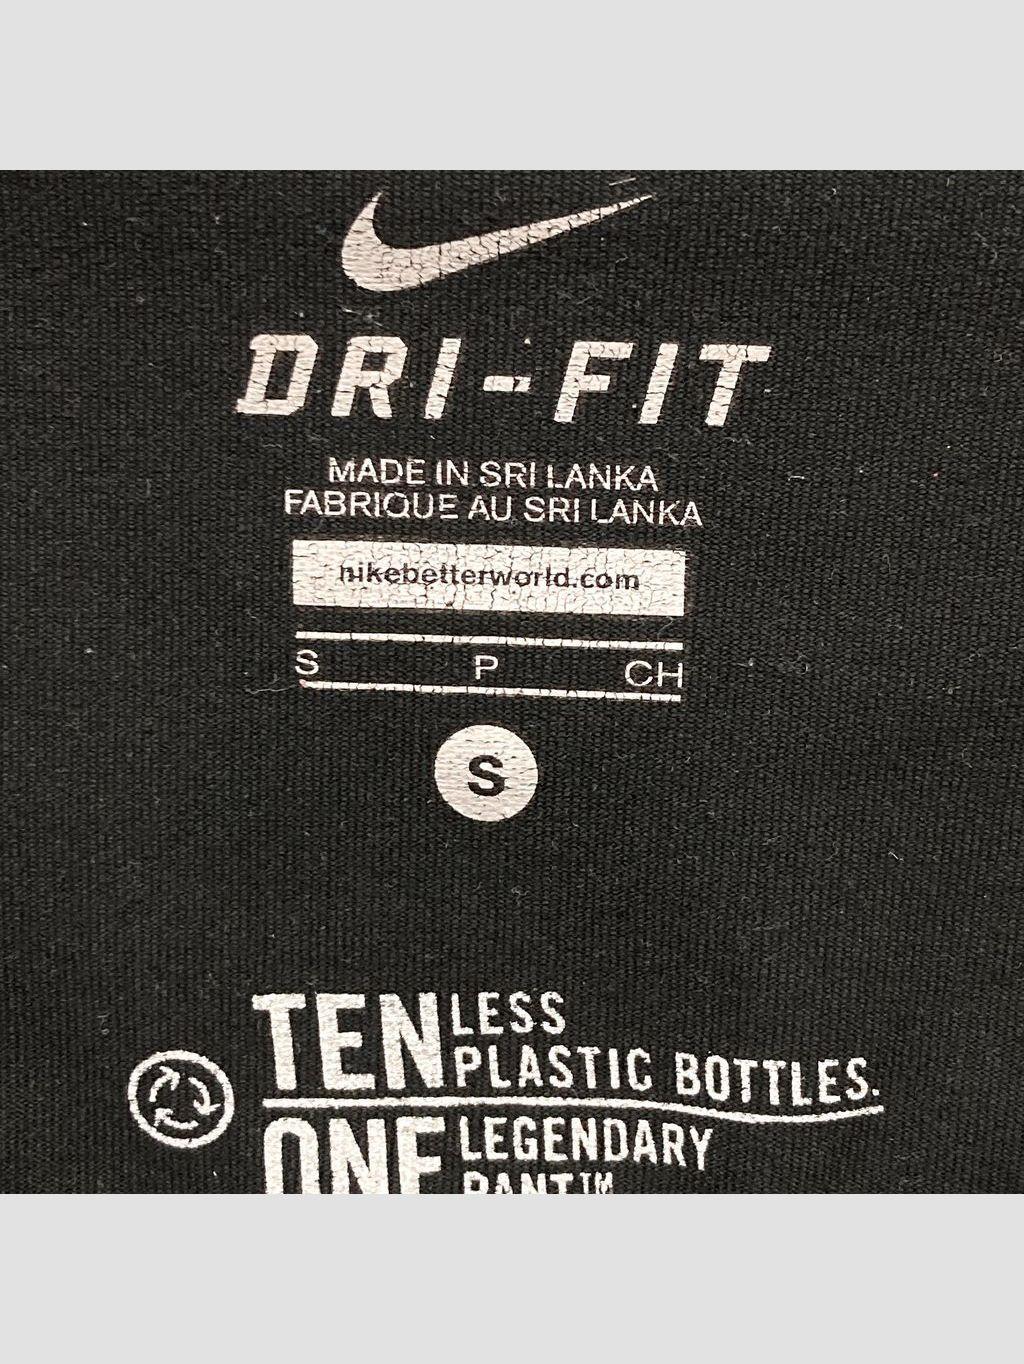 DRI-FIT
MADE IN SRI LANKA
FABRIQUE AU SRI LANKA
nikebetterworld.com
S P CH
S
TEN LESS
PLASTIC BOTTLES.
ONE LEGENDARY
PANT™